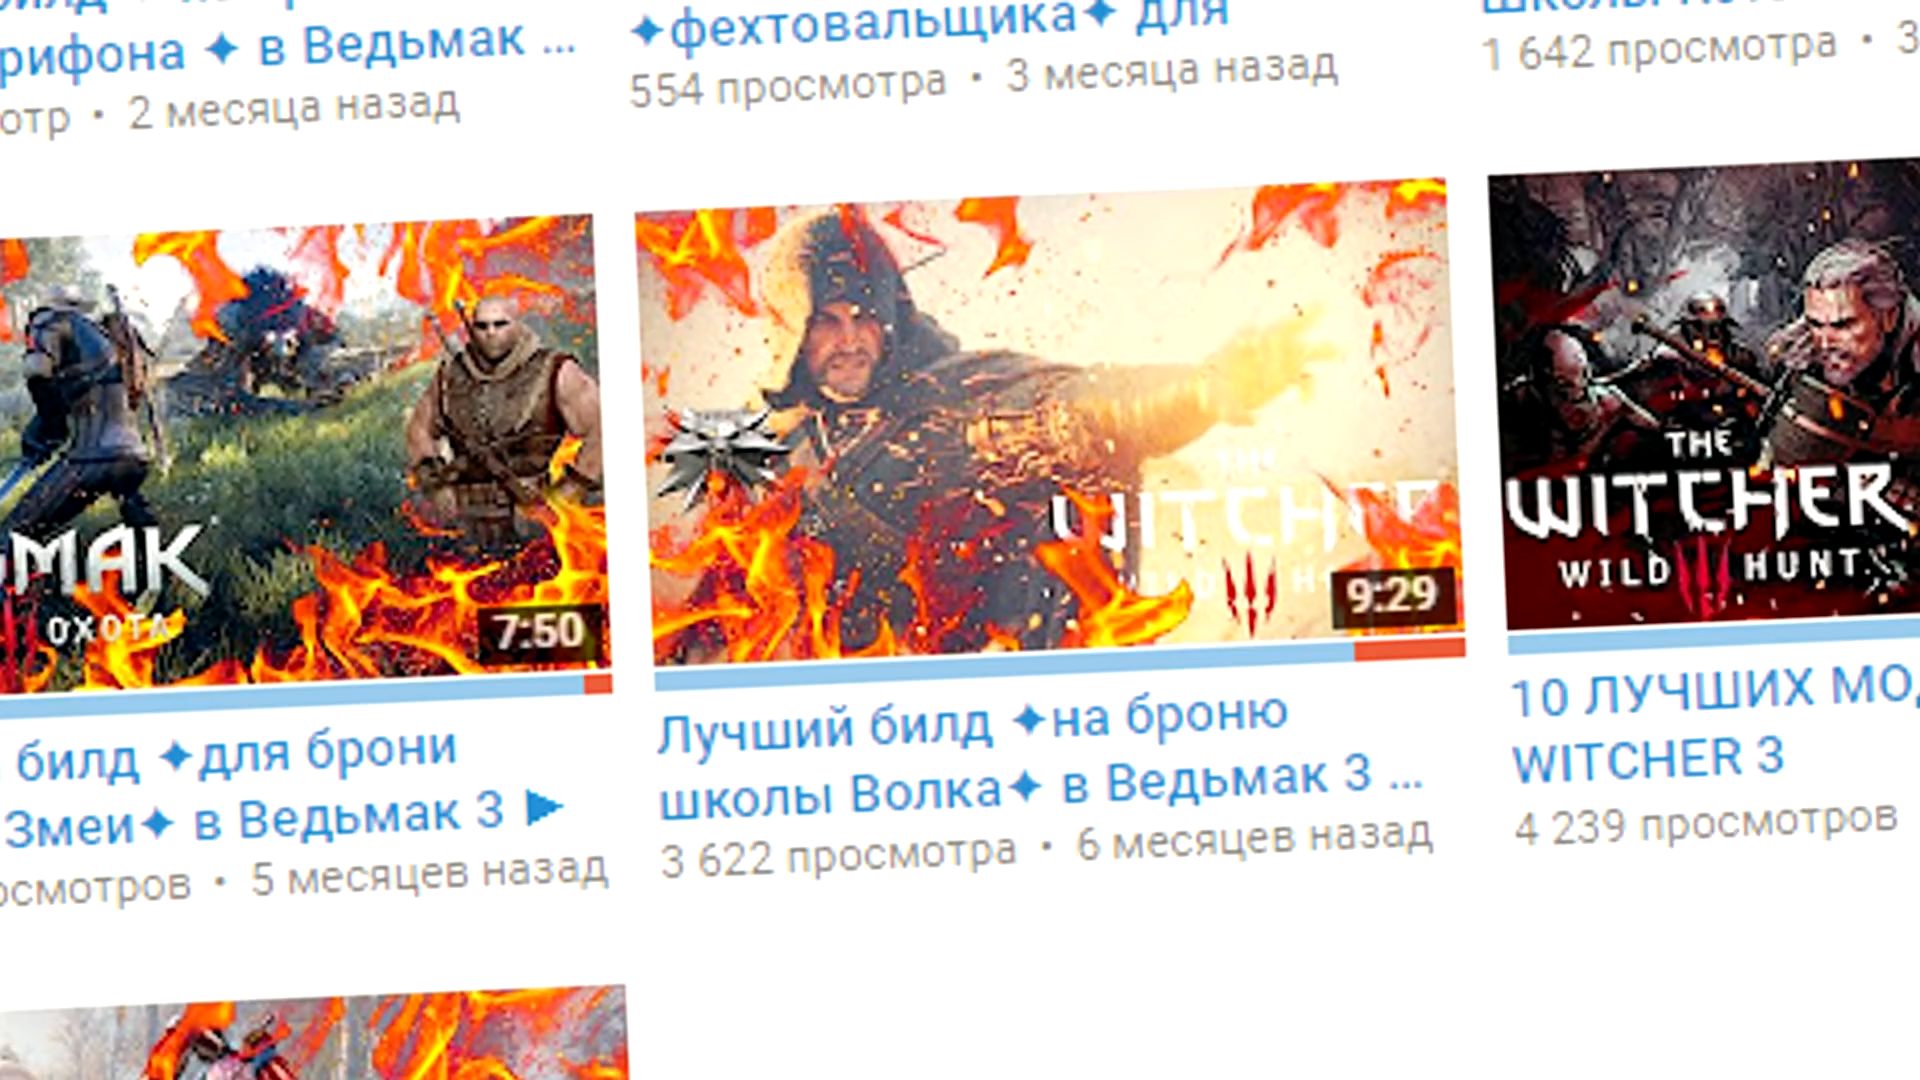 рифона ✦ в Ведьмак ...
отр • 2 месяца назад
✦фехтовальщика✦ для
554 просмотра • 3 месяца назад
1 642 просмотра • 3
МАК
ОХОТА
7:50
билд ✦для брони
Змеи✦ в Ведьмак 3 ►
осмотров • 5 месяцев назад
THE
WITCHER
9:29
Лучший билд ✦на броню
школы Волка✦ в Ведьмак 3 ...
3 622 просмотра • 6 месяцев назад
THE
WITCHER
WILD HUNT
10 ЛУЧШИХ МО
WITCHER 3
4 239 просмотров